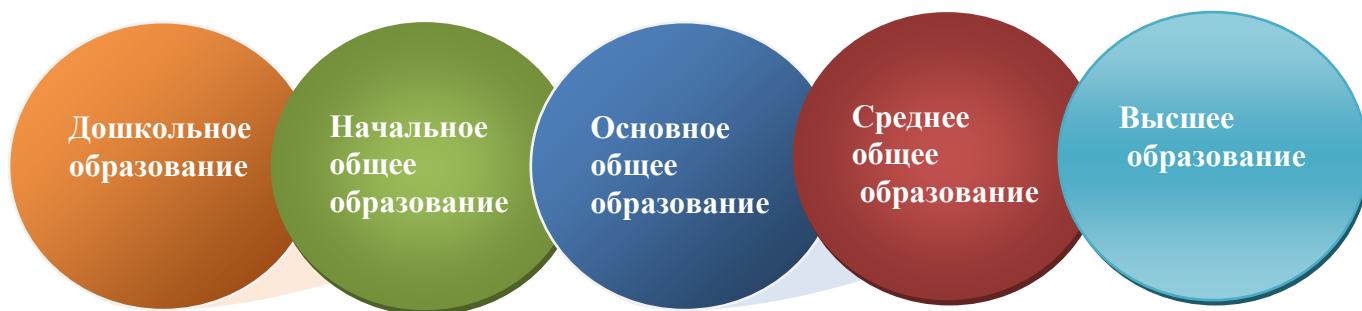 Дошкольное
образование
Начальное
общее
образование
Основное
общее
образование
Среднее
общее
образование
Высшее
образование